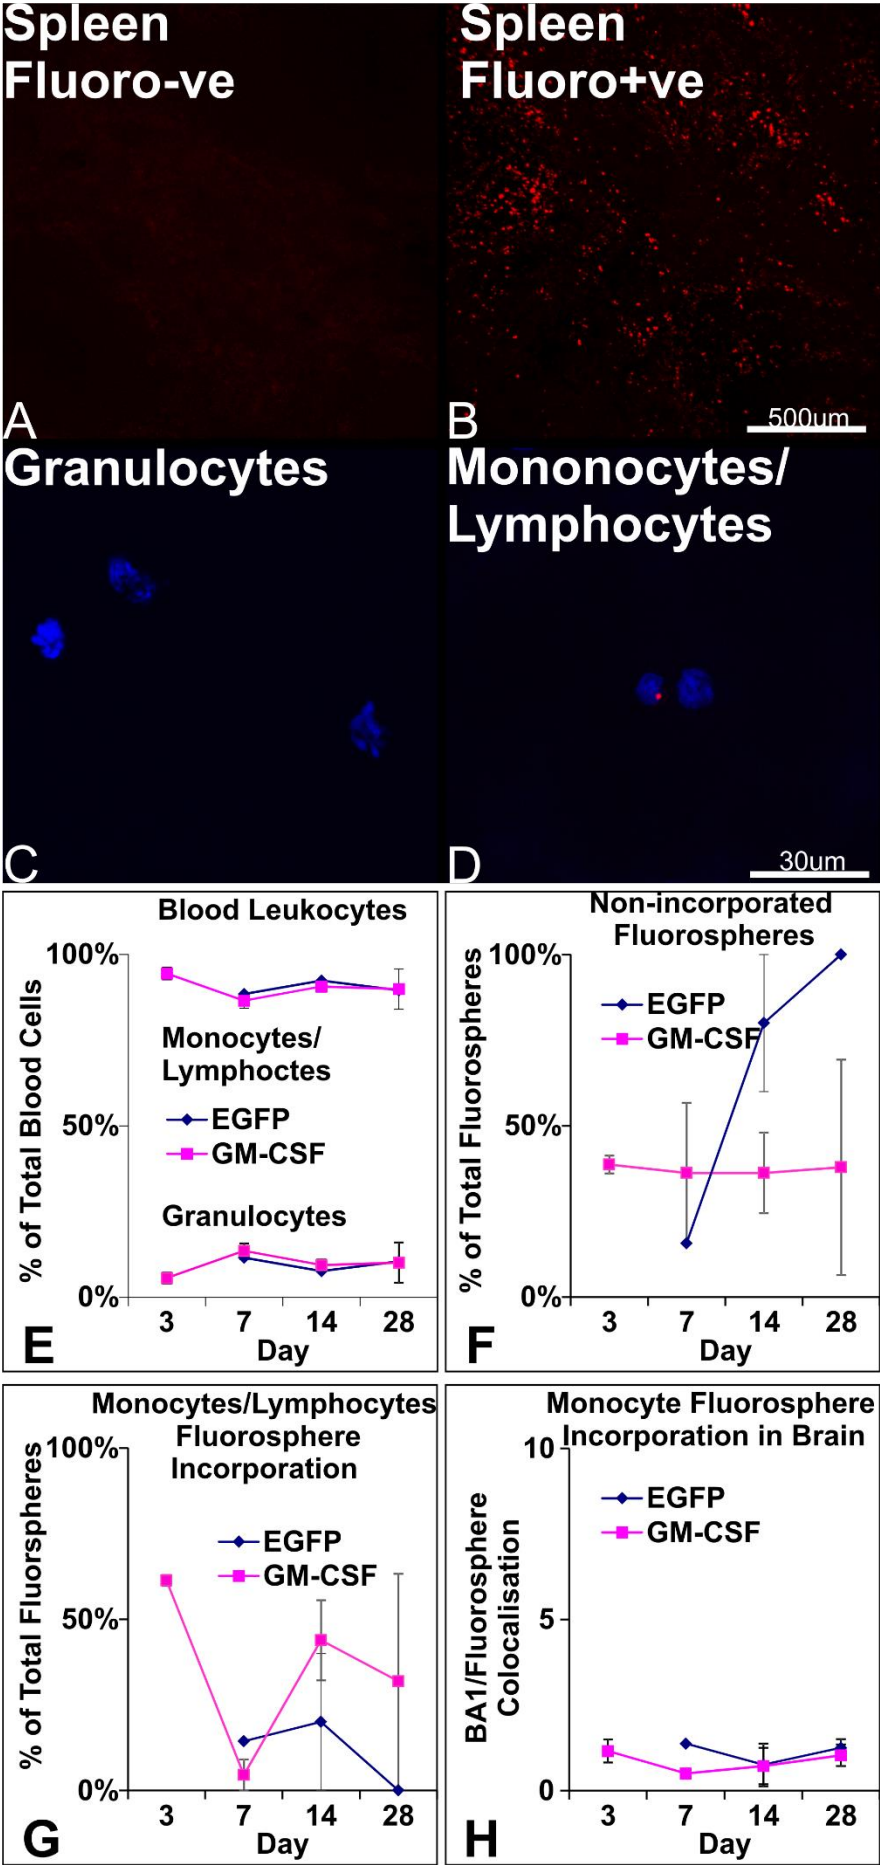 Spleen
Fluoro-ve
A
Spleen
Fluoro+ve
B
500um
Granulocytes
C
Mononocytes/
Lymphocytes
D
30um
Blood Leukocytes
% of Total Blood Cells
100%
50%
0%
Monocytes/
Lymphoctes
EGFP
GM-CSF
Granulocytes
3 7 14 28
Day
E
Non-incorporated
Fluorospheres
% of Total Fluorospheres
100%
50%
0%
EGFP
GM-CSF
3 7 14 28
Day
F
Monocytes/Lymphocytes
Fluorosphere
Incorporation
% of Total Fluorspheres
100%
50%
0%
EGFP
GM-CSF
3 7 14 28
Day
G
Monocyte Fluorosphere
Incorporation in Brain
BA1/Fluorosphere
Colocalisation
10
5
0
EGFP
GM-CSF
3 7 14 28
Day
H